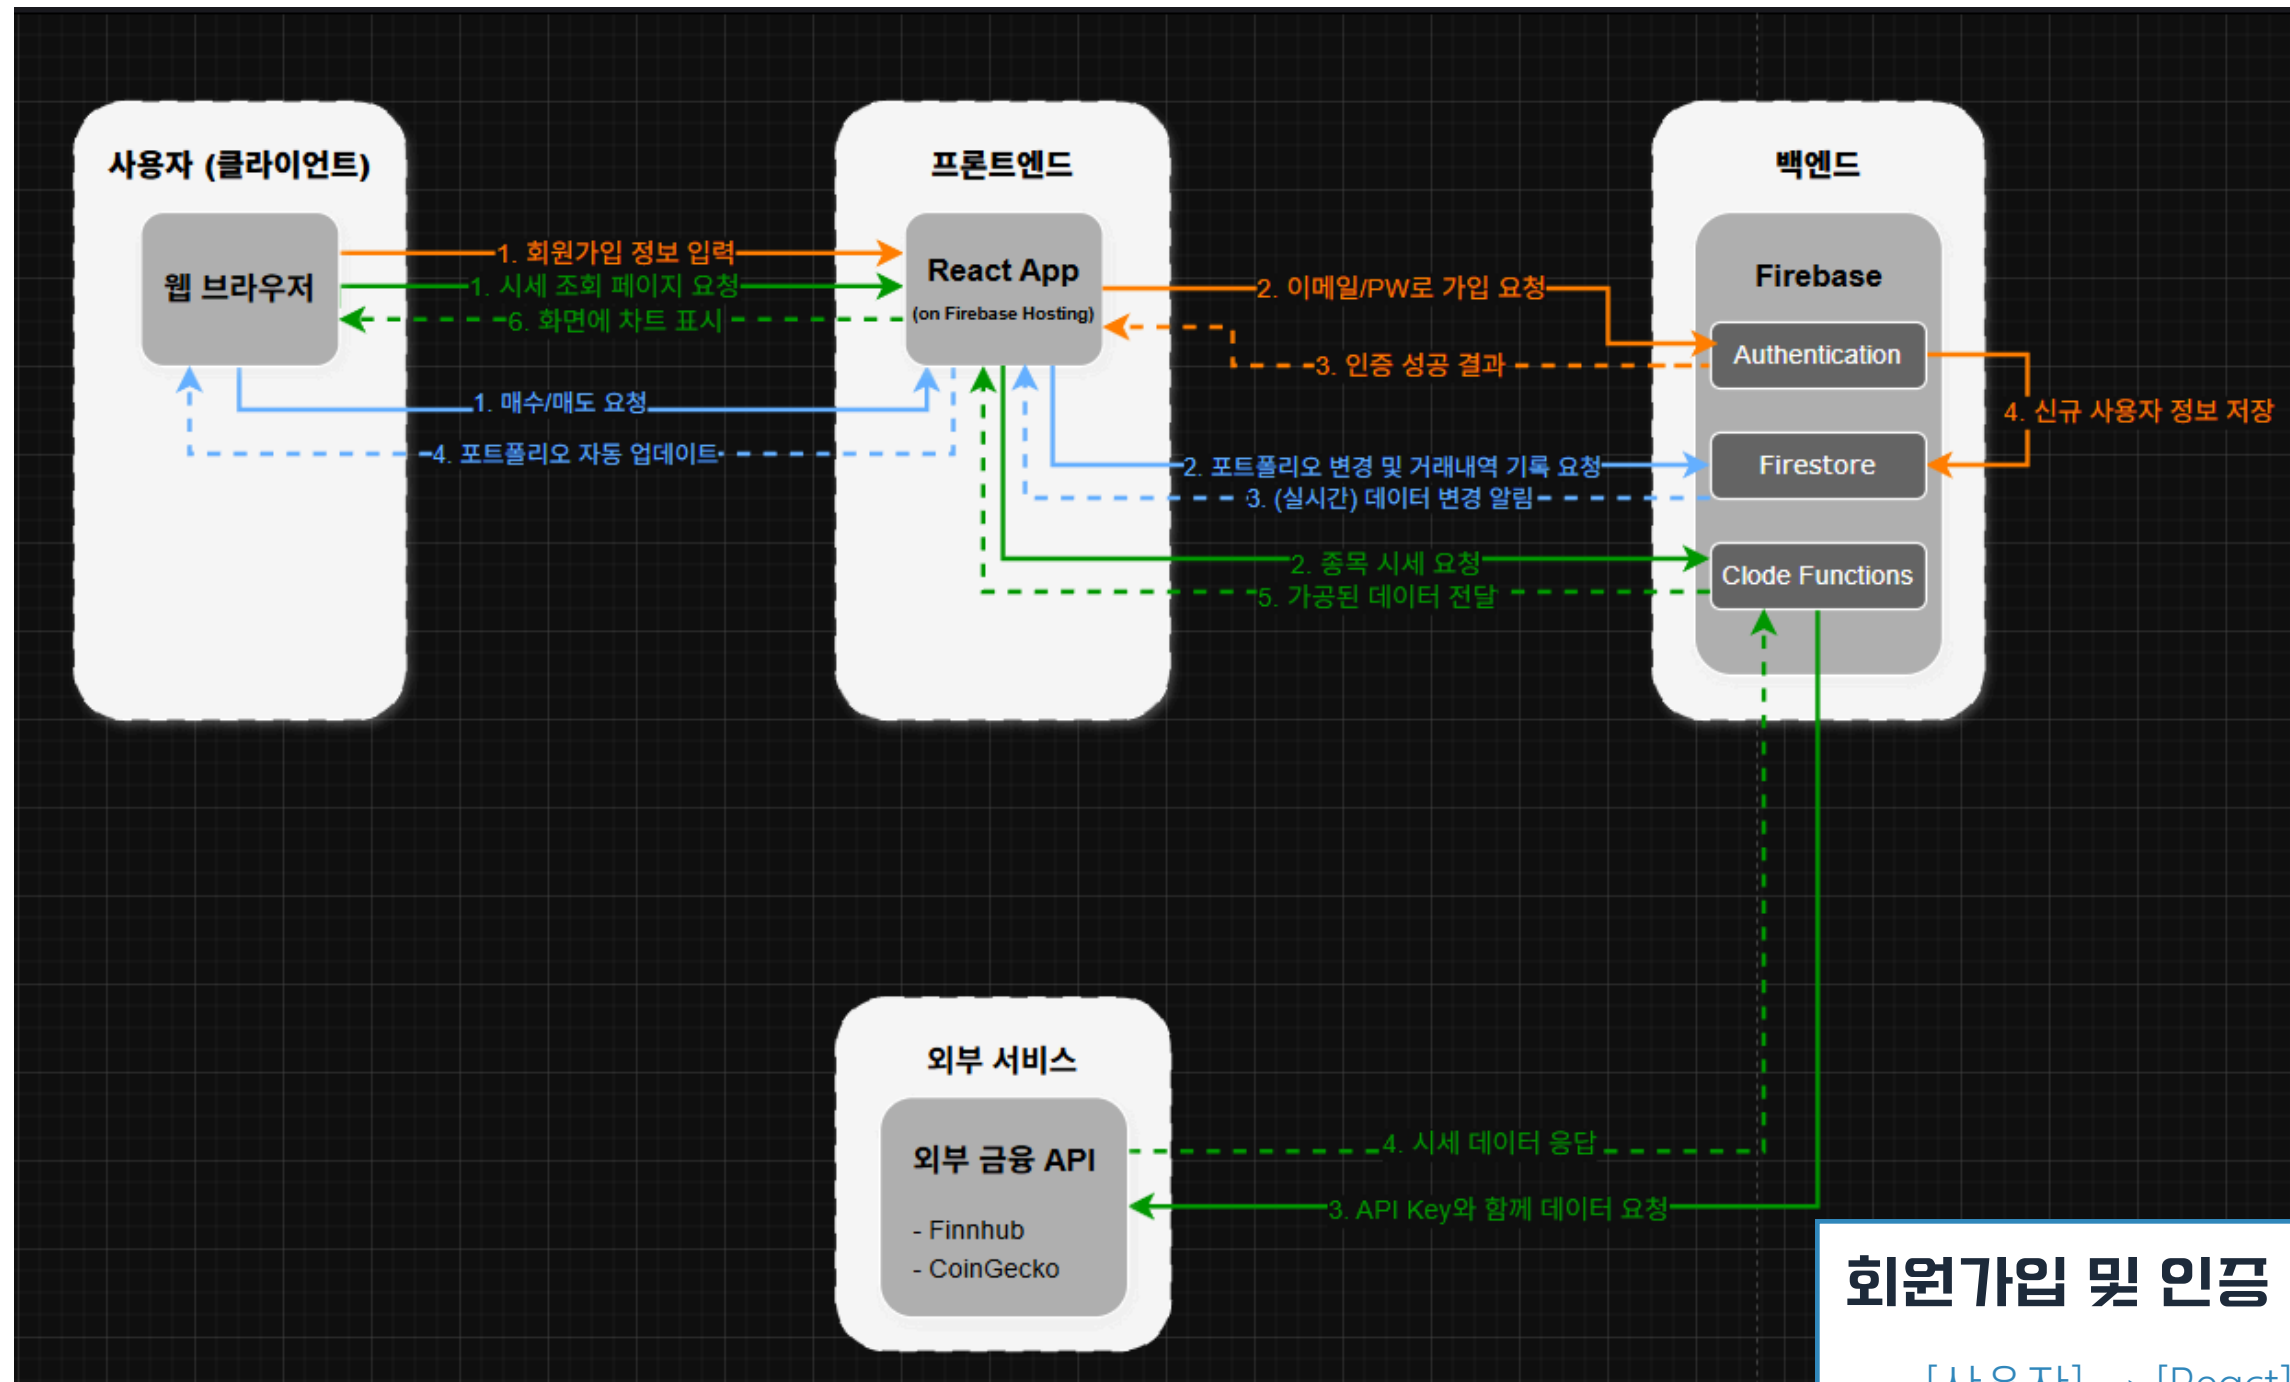 사용자 (클라이언트)
웹 브라우저
프론트엔드
React App
(on Firebase Hosting)
백엔드
Firebase
Authentication
Firestore
Clode Functions
1. 회원가입 정보 입력
1. 시세 조회 페이지 요청
6. 화면에 차트 표시
1. 매수/매도 요청
4. 포트폴리오 자동 업데이트
2. 이메일/PW로 가입 요청
3. 인증 성공 결과
4. 신규 사용자 정보 저장
2. 포트폴리오 변경 및 거래내역 기록 요청
3. (실시간) 데이터 변경 알림
2. 종목 시세 요청
5. 가공된 데이터 전달
외부 서비스
외부 금융 API
- Finnhub
- CoinGecko
4. 시세 데이터 응답
3. API Key와 함께 데이터 요청
회원가입 및 인증
[사용자] → [React]